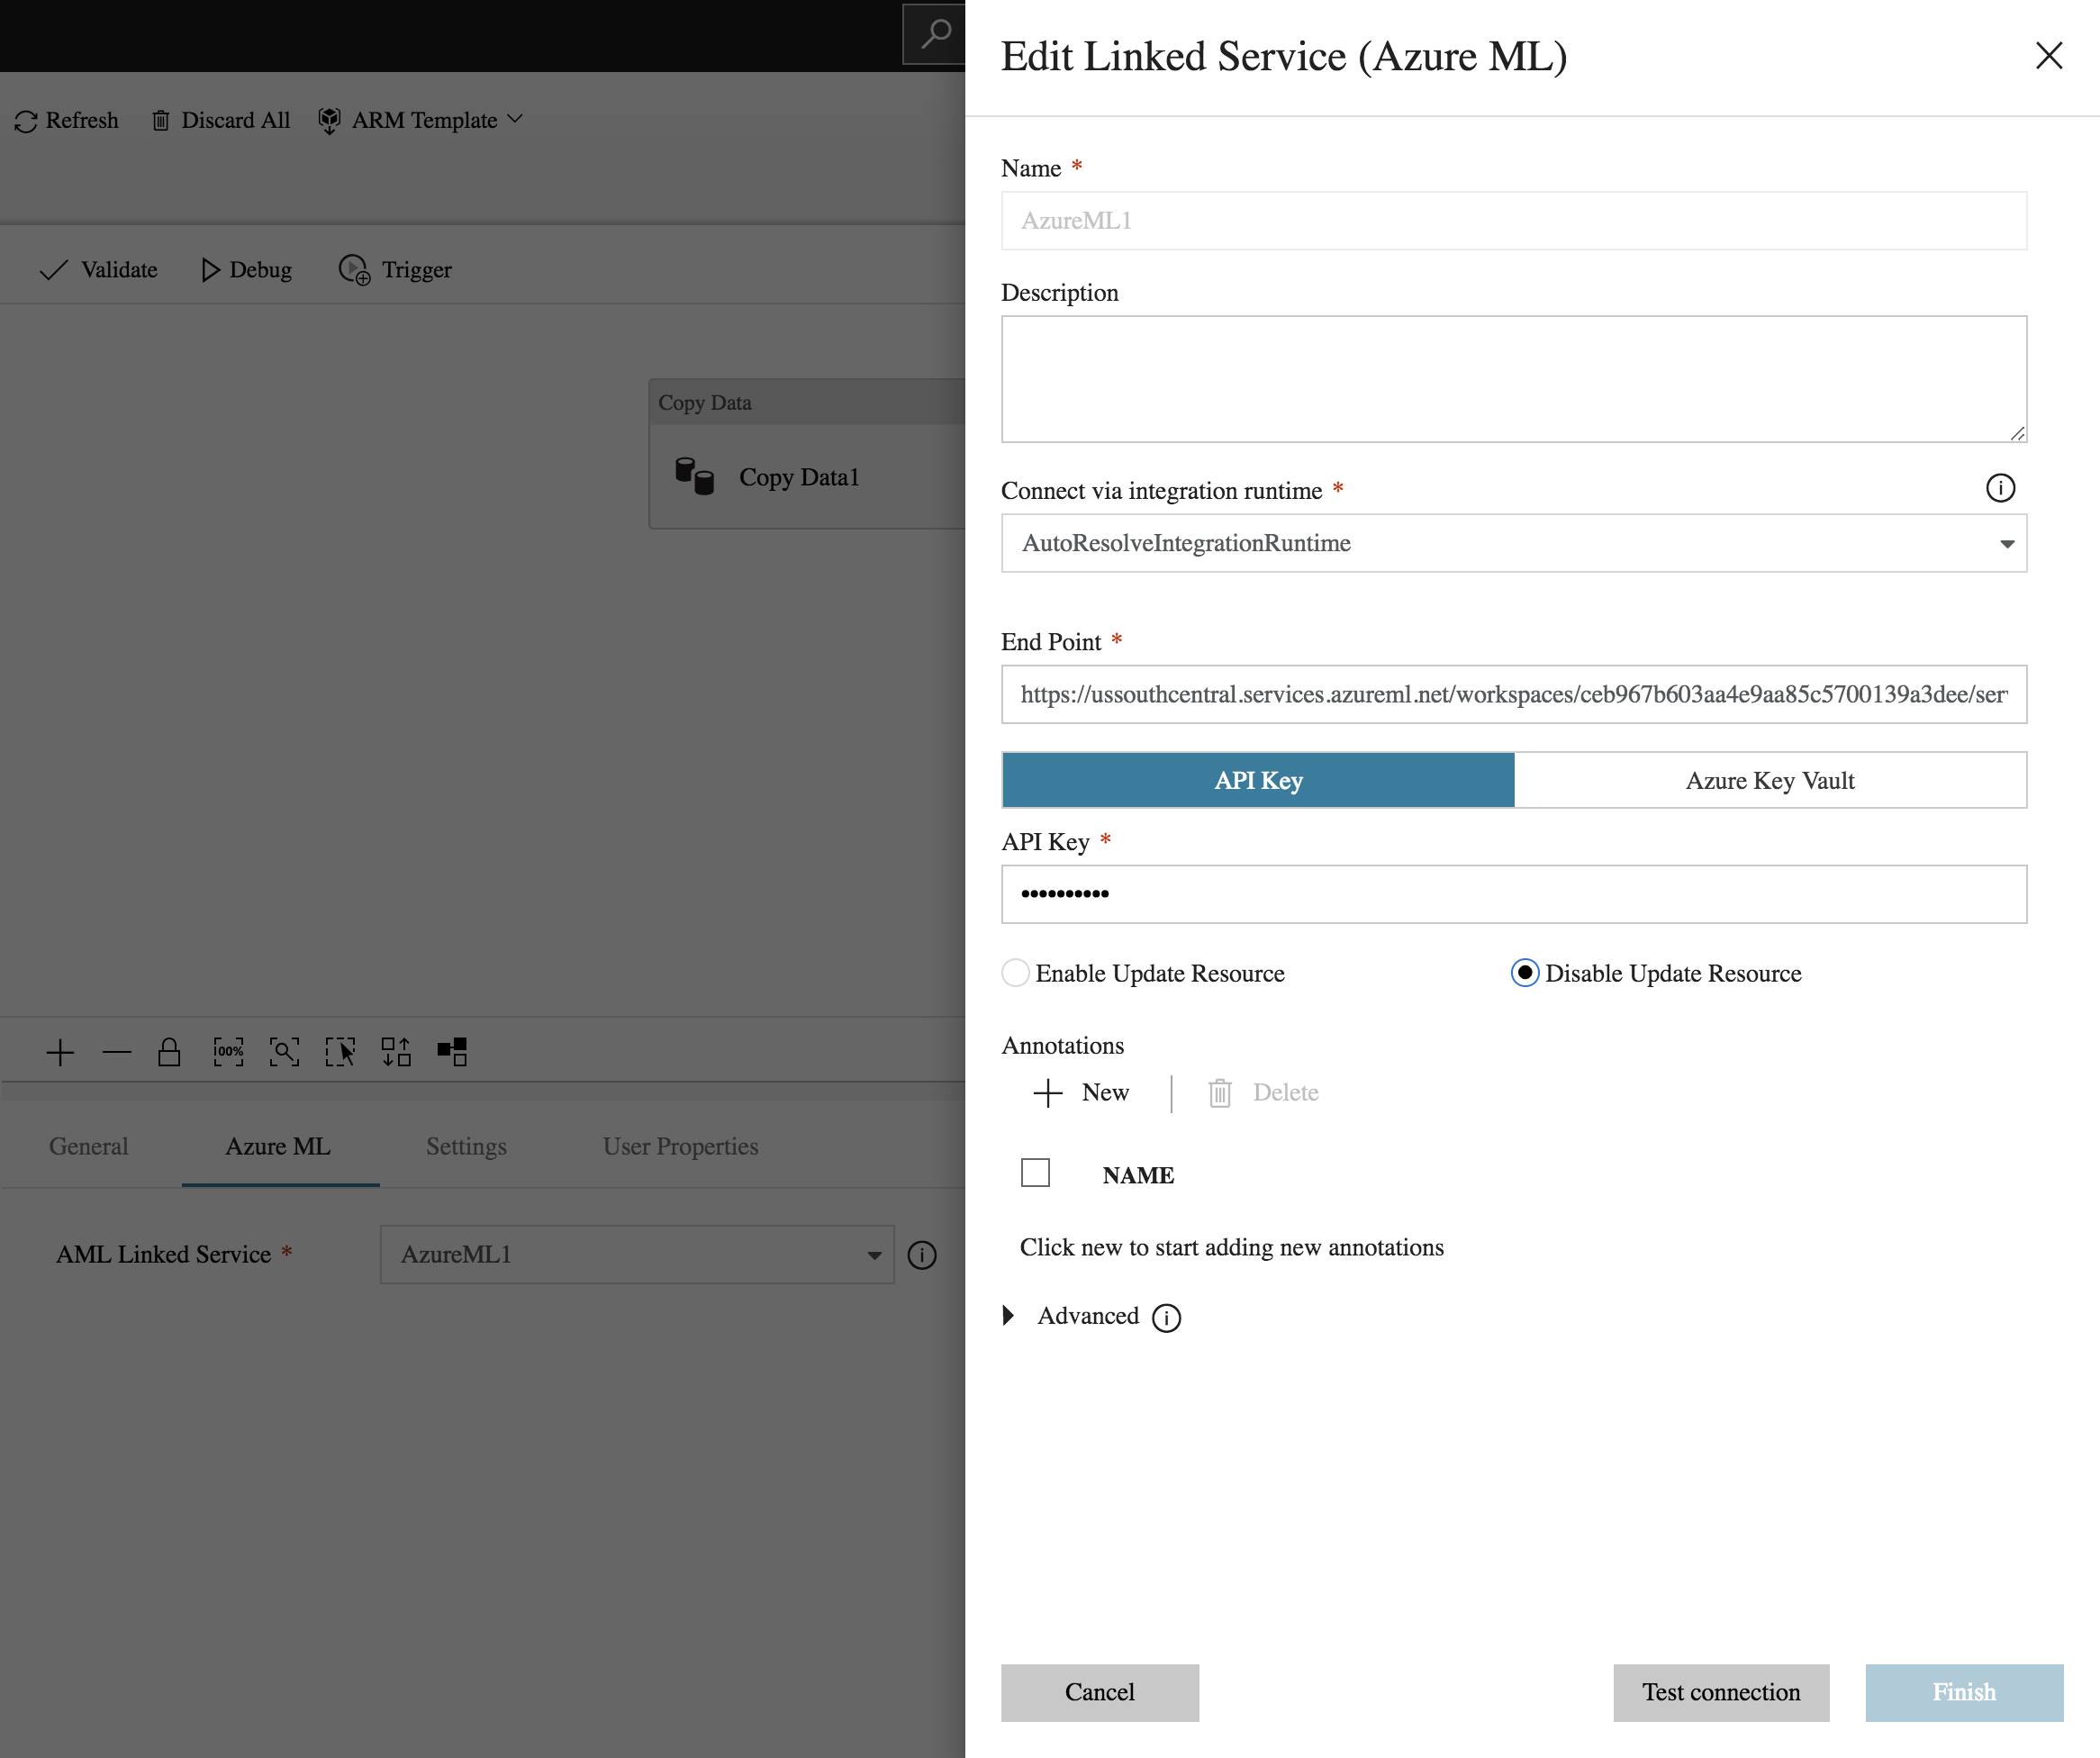 Refresh Discard All ARM Template
Validate Debug Trigger
Copy Data
Copy Data1
100%
General Azure ML Settings User Properties
AML Linked Service * AzureML1
Edit Linked Service (Azure ML)
Name *
AzureML1
Description
Connect via integration runtime *
AutoResolveIntegrationRuntime
End Point *
https://ussouthcentral.services.azureml.net/workspaces/ceb967b603aa4e9aa85c5700139a3dee/ser
API Key Azure Key Vault
API Key *
••••••••••
Enable Update Resource Disable Update Resource
Annotations
New Delete
NAME
Click new to start adding new annotations
Advanced
Cancel Test connection Finish